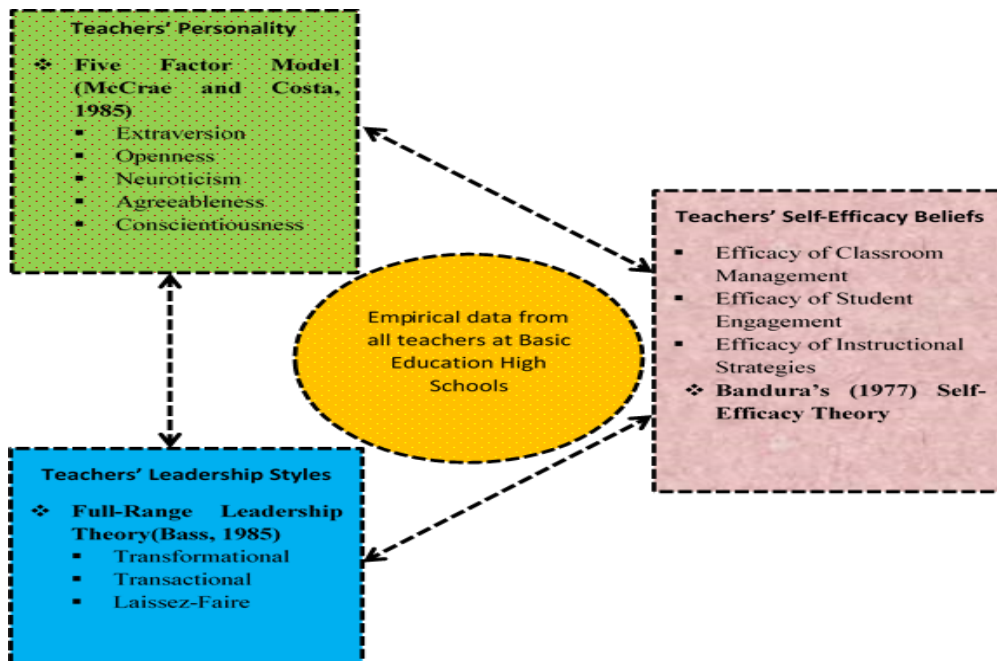 Teachers' Personality
❖ Five Factor Model
(McCrae and Costa,
1985)
▪ Extraversion
▪ Openness
▪ Neuroticism
▪ Agreeableness
▪ Conscientiousness
Teachers' Self-Efficacy Beliefs
▪ Efficacy of Classroom
Management
▪ Efficacy of Student
Engagement
▪ Efficacy of Instructional
Strategies
❖ Bandura's (1977) Self-
Efficacy Theory
Empirical data from
all teachers at Basic
Education High
Schools
Teachers' Leadership Styles
❖ Full-Range Leadership
Theory(Bass, 1985)
▪ Transformational
▪ Transactional
▪ Laissez-Faire